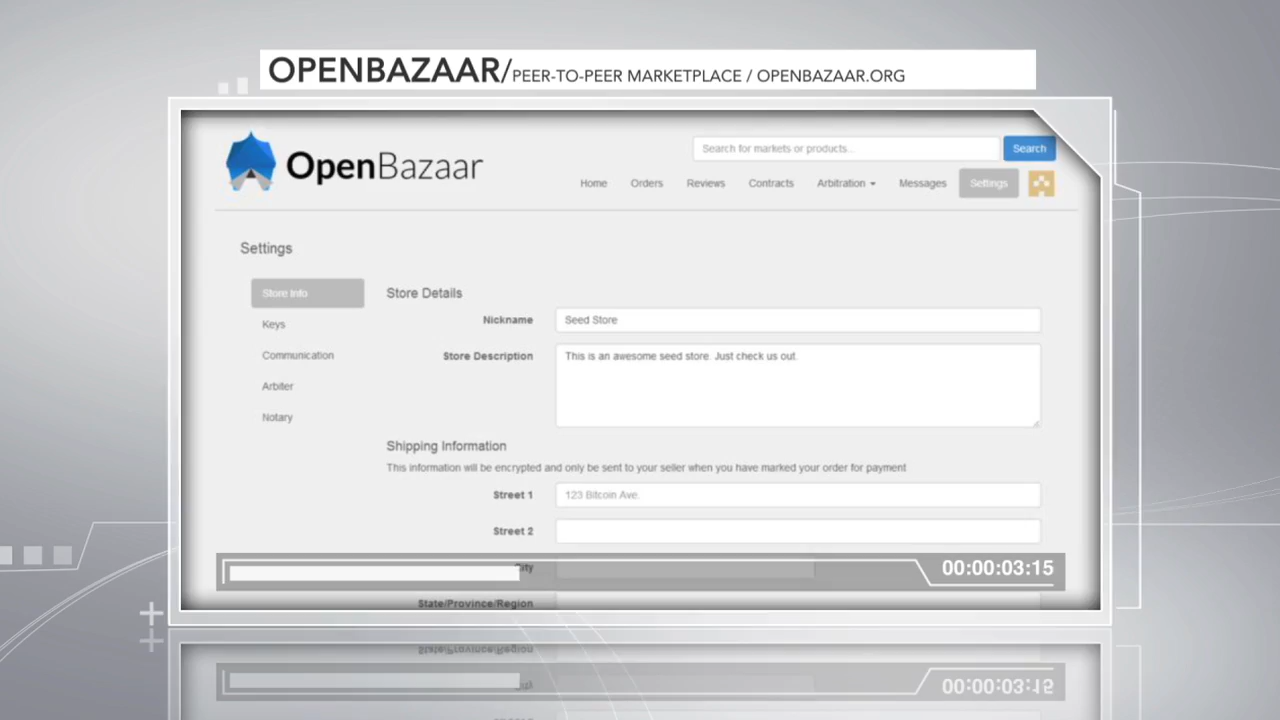 OPENBAZAAR/PEER-TO-PEER MARKETPLACE / OPENBAZAAR.ORG
OpenBazaar
Search for markets or products...
Search
Home Orders Reviews Contracts Arbitration Messages Settings
Settings
Store Info
Keys
Communication
Arbiter
Notary
Store Details
Nickname Seed Store
Store Description This is an awesome seed store. Just check us out.
Shipping Information
This information will be encrypted and only be sent to your seller when you have marked your order for payment
Street 1 123 Bitcoin Ave.
Street 2
City
00:00:03:15
State/Province/Region